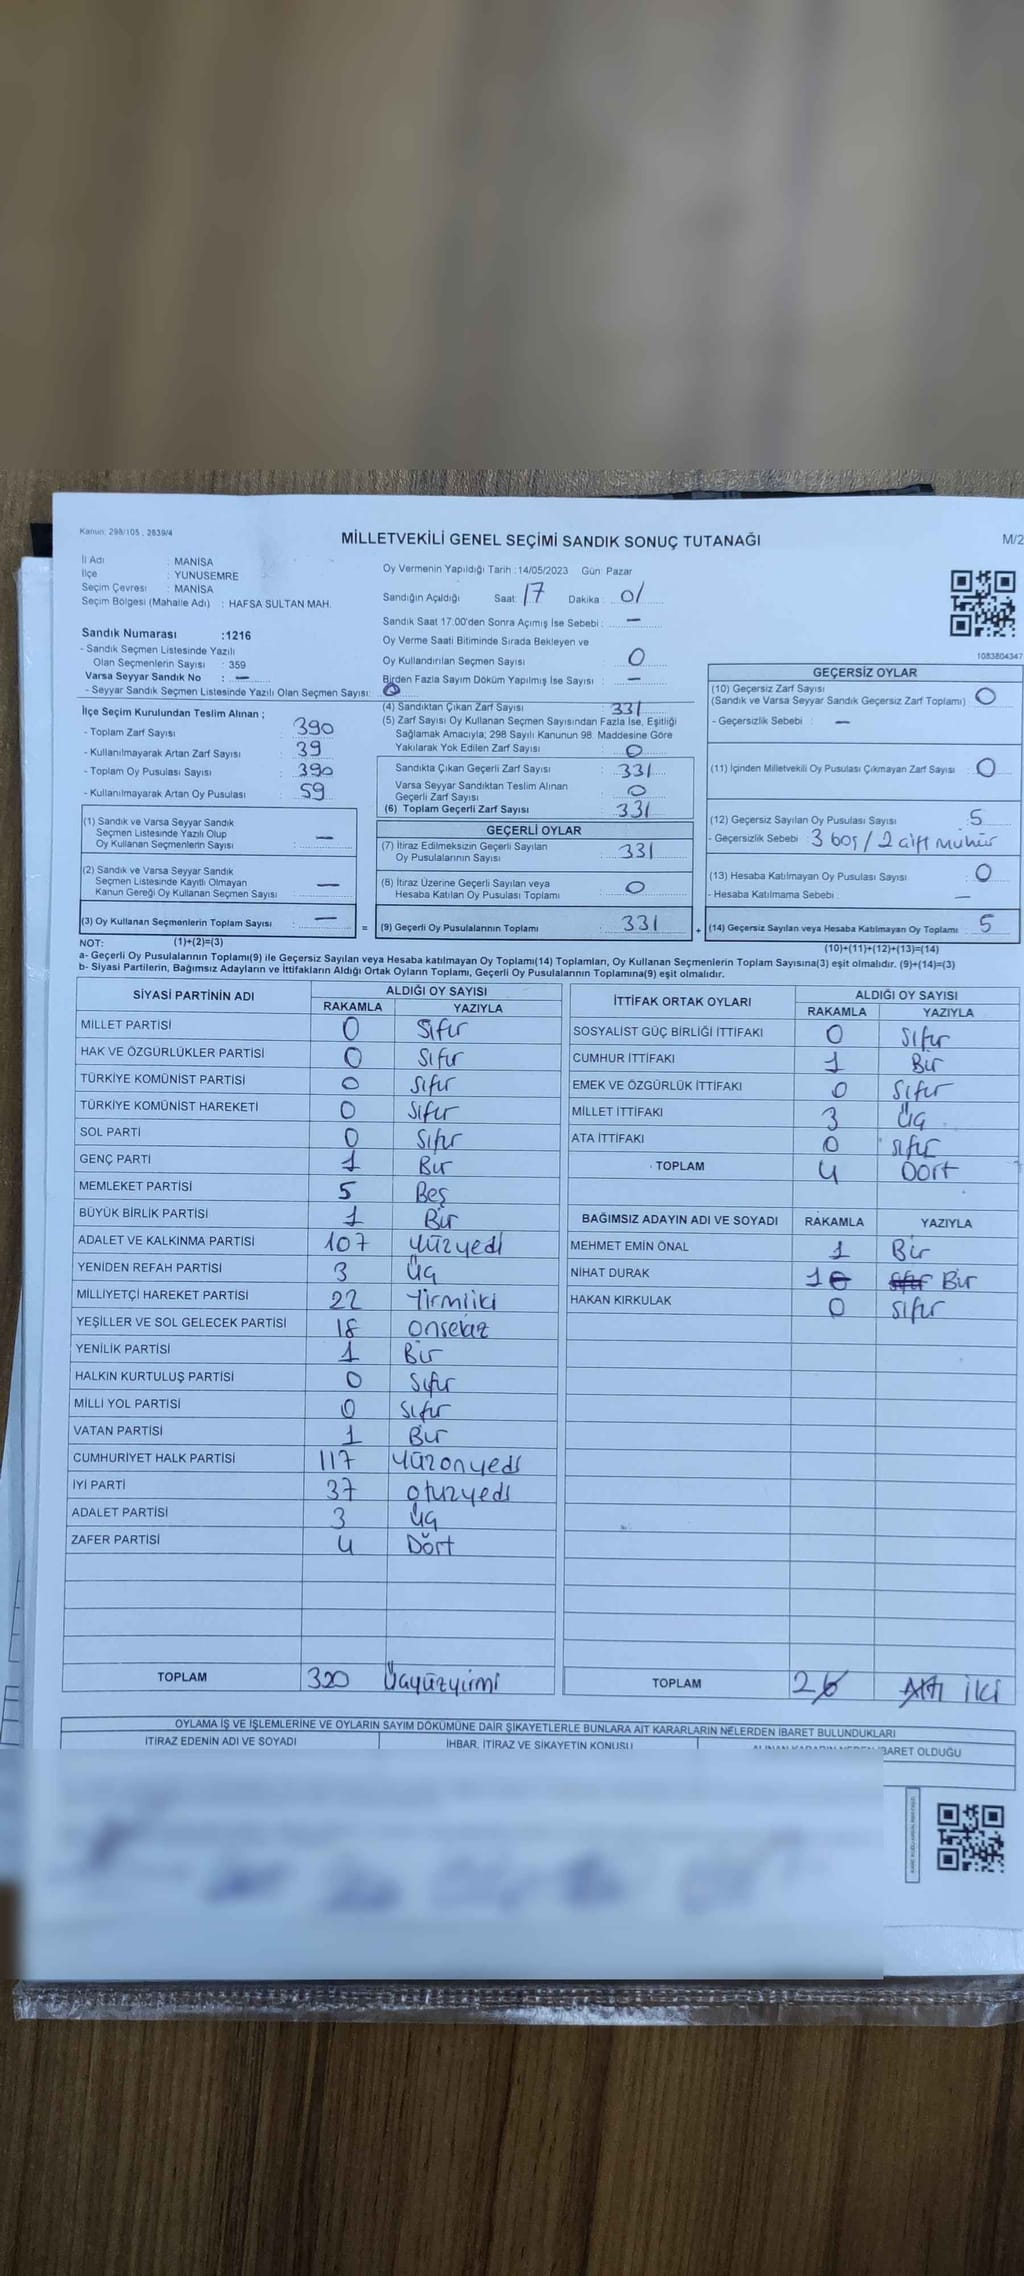 Kanun: 298/105 , 2839/4
MİLLETVEKİLİ GENEL SEÇİMİ SANDIK SONUÇ TUTANAĞI
M/2
İl Adı : MANİSA
İlçe : YUNUSEMRE
Seçim Çevresi : MANİSA
Seçim Bölgesi (Mahalle Adı) : HAFSA SULTAN MAH.
Oy Vermenin Yapıldığı Tarih : 14/05/2023 Gün: Pazar
Sandığın Açıldığı Saat: 17 Dakika : 01
Sandık Saat 17.00'den Sonra Açımış İse Sebebi : —
Oy Verme Saati Bitiminde Sırada Bekleyen ve
Oy Kullandırılan Seçmen Sayısı : 0
Birden Fazla Sayım Döküm Yapılmış İse Sayısı : —
1083804347
Sandık Numarası :1216
- Sandık Seçmen Listesinde Yazılı
Olan Seçmenlerin Sayısı : 359
Varsa Seyyar Sandık No : —
- Seyyar Sandık Seçmen Listesinde Yazılı Olan Seçmen Sayısı: 0
İlçe Seçim Kurulundan Teslim Alınan ;
- Toplam Zarf Sayısı : 390
- Kullanılmayarak Artan Zarf Sayısı : 39
- Toplam Oy Pusulası Sayısı : 390
- Kullanılmayarak Artan Oy Pusulası : 59
(1) Sandık ve Varsa Seyyar Sandık
Seçmen Listesinde Yazılı Olup
Oy Kullanan Seçmenlerin Sayısı : —
(2) Sandık ve Varsa Seyyar Sandık
Seçmen Listesinde Kayıtlı Olmayan
Kanun Gereği Oy Kullanan Seçmen Sayısı : —
(3) Oy Kullanan Seçmenlerin Toplam Sayısı : —
(4) Sandıktan Çıkan Zarf Sayısı : 331
(5) Zarf Sayısı Oy Kullanan Seçmen Sayısından Fazla İse, Eşitliği
Sağlamak Amacıyla; 298 Sayılı Kanunun 98. Maddesine Göre
Yakılarak Yok Edilen Zarf Sayısı : 0
Sandıkta Çıkan Geçerli Zarf Sayısı : 331
Varsa Seyyar Sandıktan Teslim Alınan
Geçerli Zarf Sayısı : 0
(6) Toplam Geçerli Zarf Sayısı : 331
GEÇERLİ OYLAR
(7) İtiraz Edilmeksizin Geçerli Sayılan
Oy Pusulalarının Sayısı : 331
(8) İtiraz Üzerine Geçerli Sayılan veya
Hesaba Katılan Oy Pusulası Toplamı : 0
= (9) Geçerli Oy Pusulalarının Toplamı : 331 +
GEÇERSİZ OYLAR
(10) Geçersiz Zarf Sayısı
(Sandık ve Varsa Seyyar Sandık Geçersiz Zarf Toplamı) : 0
- Geçersizlik Sebebi : —
(11) İçinden Milletvekili Oy Pusulası Çıkmayan Zarf Sayısı : 0
(12) Geçersiz Sayılan Oy Pusulası Sayısı : 5
- Geçersizlik Sebebi : 3 boş / 2 çift mühür
(13) Hesaba Katılmayan Oy Pusulası Sayısı : 0
- Hesaba Katılmama Sebebi : —
(14) Geçersiz Sayılan veya Hesaba Katılmayan Oy Toplamı : 5
NOT: (1)+(2)=(3)
(10)+(11)+(12)+(13)=(14)
a- Geçerli Oy Pusulalarının Toplamı(9) ile Geçersiz Sayılan veya Hesaba katılmayan Oy Toplamı(14) Toplamları, Oy Kullanan Seçmenlerin Toplam Sayısına(3) eşit olmalıdır. (9)+(14)=(3)
b- Siyasi Partilerin, Bağımsız Adayların ve İttifakların Aldığı Ortak Oyların Toplamı, Geçerli Oy Pusulalarının Toplamına(9) eşit olmalıdır.
SİYASİ PARTİNİN ADI ALDIĞI OY SAYISI
RAKAMLA YAZIYLA
MİLLET PARTİSİ 0 Sıfır
HAK VE ÖZGÜRLÜKLER PARTİSİ 0 Sıfır
TÜRKİYE KOMÜNİST PARTİSİ 0 Sıfır
TÜRKİYE KOMÜNİST HAREKETİ 0 Sıfır
SOL PARTİ 0 Sıfır
GENÇ PARTİ 1 Bir
MEMLEKET PARTİSİ 5 Beş
BÜYÜK BİRLİK PARTİSİ 1 Bir
ADALET VE KALKINMA PARTİSİ 107 Yüzyedi
YENİDEN REFAH PARTİSİ 3 Üç
MİLLİYETÇİ HAREKET PARTİSİ 22 Yirmiiki
YEŞİLLER VE SOL GELECEK PARTİSİ 18 onsekiz
YENİLİK PARTİSİ 1 Bir
HALKIN KURTULUŞ PARTİSİ 0 Sıfır
MİLLİ YOL PARTİSİ 0 Sıfır
VATAN PARTİSİ 1 Bir
CUMHURİYET HALK PARTİSİ 117 Yüzonyedi
İYİ PARTİ 37 otuzyedi
ADALET PARTİSİ 3 Üç
ZAFER PARTİSİ 4 Dört
TOPLAM 320 Üçyüzyirmi
İTTİFAK ORTAK OYLARI ALDIĞI OY SAYISI
RAKAMLA YAZIYLA
SOSYALİST GÜÇ BİRLİĞİ İTTİFAKI 0 Sıfır
CUMHUR İTTİFAKI 1 Bir
EMEK VE ÖZGÜRLÜK İTTİFAKI 0 Sıfır
MİLLET İTTİFAKI 3 Üç
ATA İTTİFAKI 0 Sıfır
TOPLAM 4 Dört
BAĞIMSIZ ADAYIN ADI VE SOYADI RAKAMLA YAZIYLA
MEHMET EMİN ÖNAL 1 Bir
NİHAT DURAK 1 0 sıfır Bir
HAKAN KIRKULAK 0 sıfır
TOPLAM 2 6 Altı iki
OYLAMA İŞ VE İŞLEMLERİNE VE OYLARIN SAYIM DÖKÜMÜNE DAİR ŞİKAYETLERLE BUNLARA AİT KARARLARIN NELERDEN İBARET BULUNDUKLARI
İTİRAZ EDENİN ADI VE SOYADI
İHBAR, İTİRAZ VE ŞİKAYETİN KONUSU
İBARET OLDUĞU